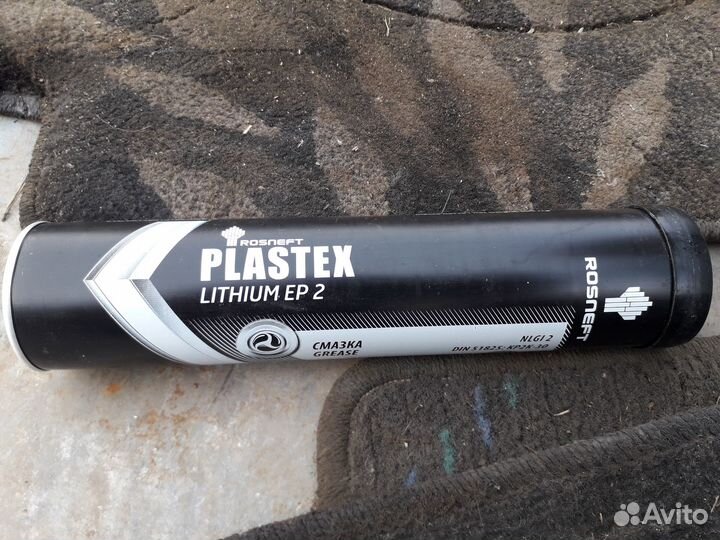 ROSNEFT
PLASTEX
LITHIUM EP 2
СМАЗКА
GREASE
NLGI 2
DIN 51825: KP2K-30
ROSNEFT
Avito